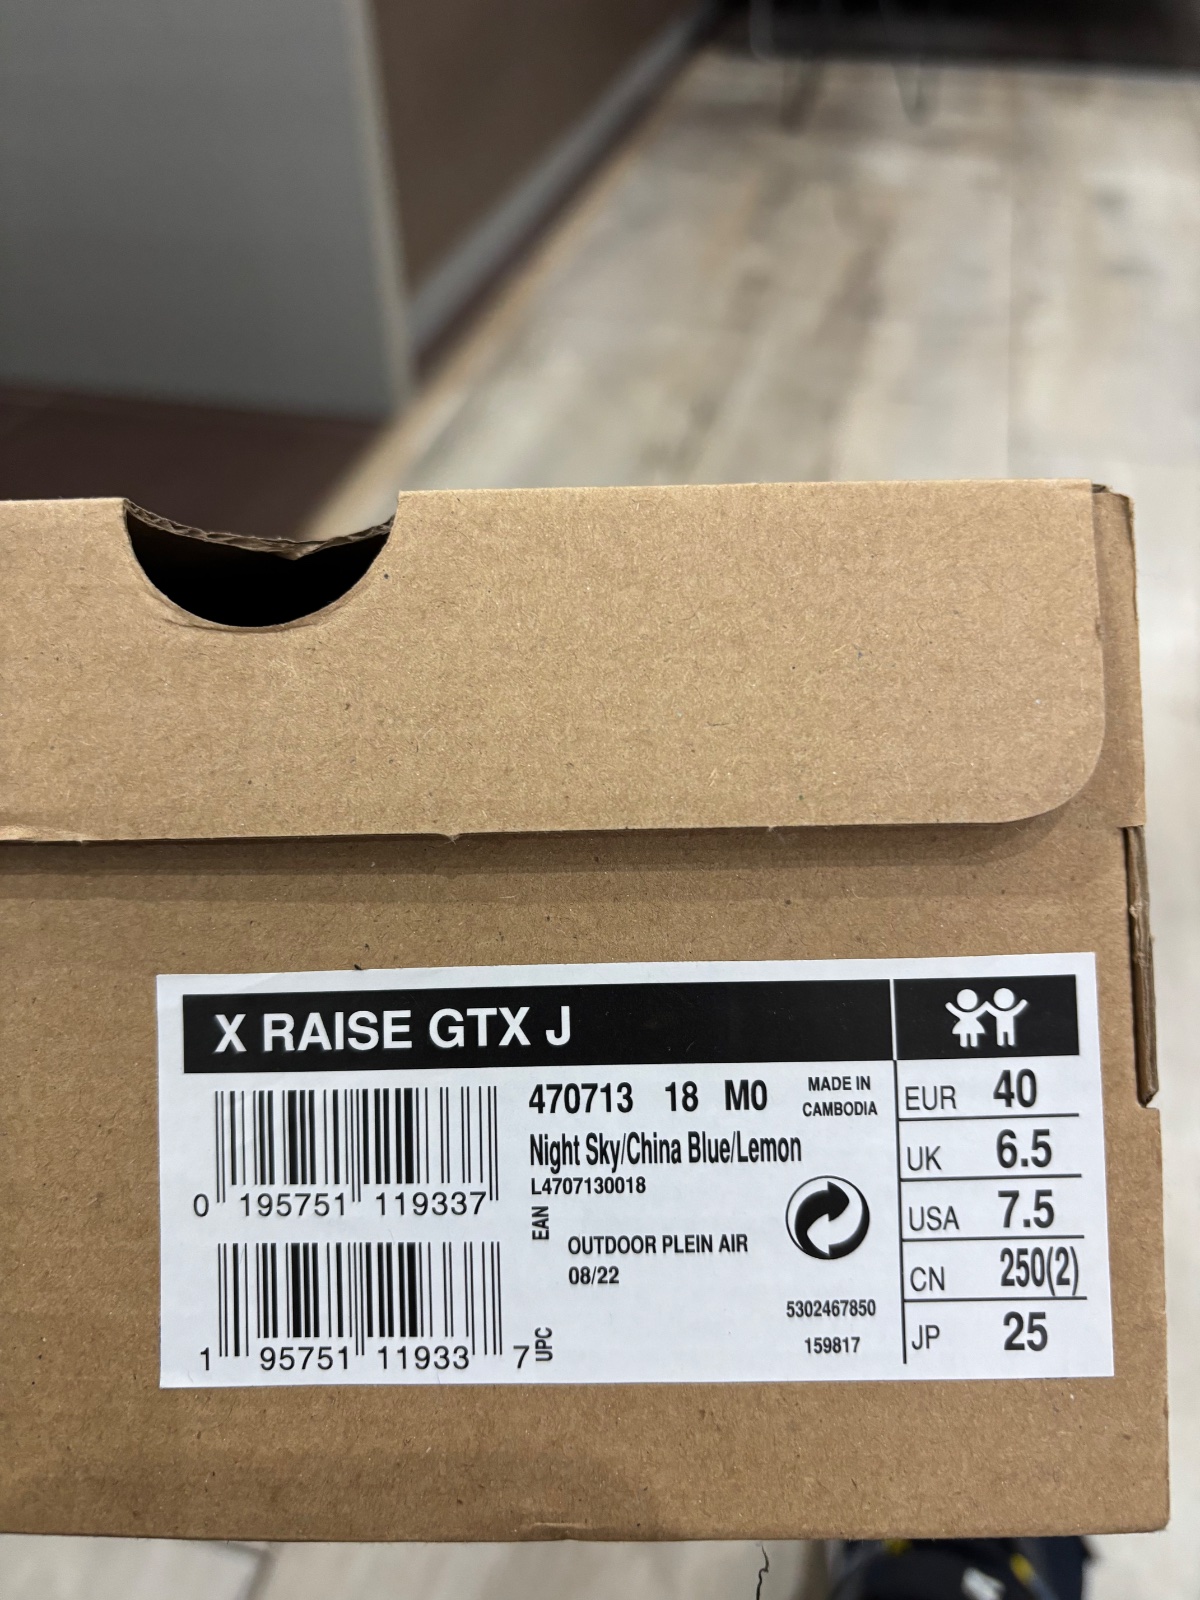 X RAISE GTX J
470713 18 M0
MADE IN
CAMBODIA
Night Sky/China Blue/Lemon
L4707130018
0 195751 119337
EAN
OUTDOOR PLEIN AIR
08/22
1 95751 11933 7
UPC
5302467850
159817
EUR 40
UK 6.5
USA 7.5
CN 250(2)
JP 25